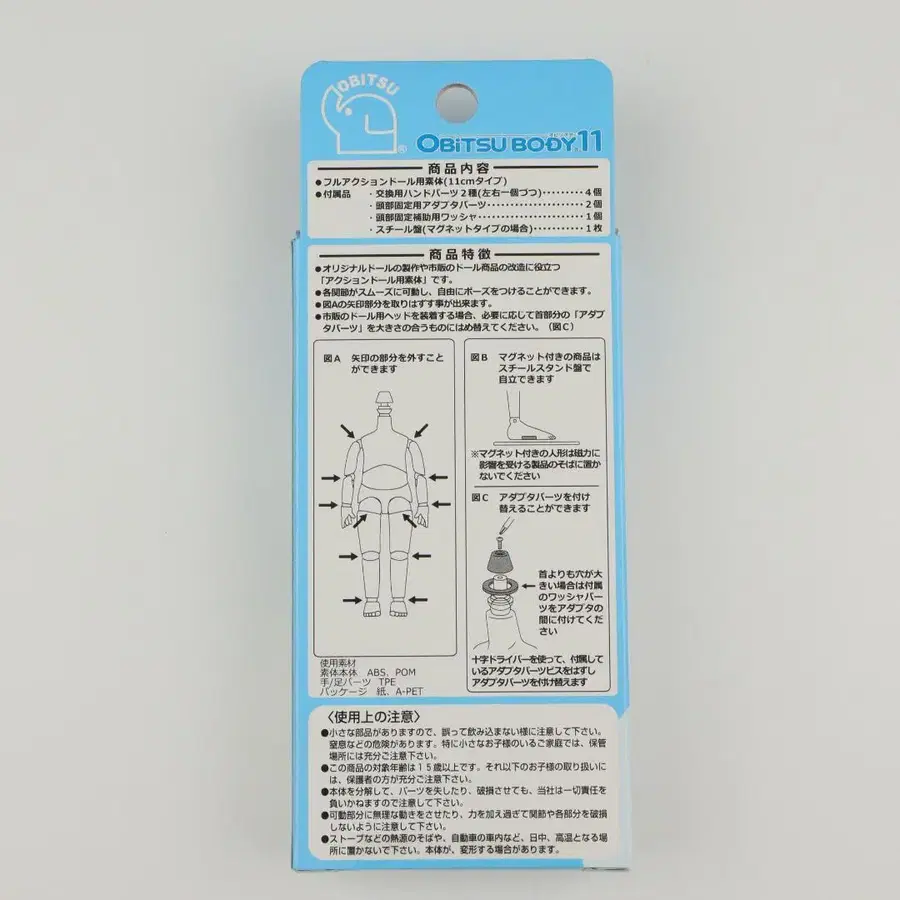 OBITSU
®
OBITSU BODY®11
商品内容
●フルアクションドール用素体(11cmタイプ)
●付属品 ・交換用ハンドパーツ2種(左右一個づつ)………4個
・頭部固定用アダプタパーツ………………2個
・頭部固定補助用ワッシャ…………………1個
・スチール盤(マグネットタイプの場合)…………1枚
商品特徴
●オリジナルドールの製作や市販のドール商品の改造に役立つ
「アクションドール用素体」です。
●各関節がスムーズに可動し、自由にポーズをつけることができます。
●図Aの矢印部分を取りはずす事が出来ます。
●市販のドール用ヘッドを装着する場合、必要に応じて首部分の「アダプ
タパーツ」を大きさの合うものにはめ替えてください。(図C)
図A 矢印の部分を外すこと
ができます
図B マグネット付きの商品は
スチールスタンド盤で
自立できます
※マグネット付きの人形は磁力に
影響を受ける製品のそばに置か
ないでください
図C アダプタパーツを付け
替えることができます
首よりも穴が大
きい場合は付属
のワッシャパー
ツをアダプタの
間に付けてくだ
さい
十字ドライバーを使って、付属して
いるアダプタパーツビスをはずし
アダプタパーツを付け替えます
使用素材
素体本体 ABS、POM
手/足パーツ TPE
パッケージ 紙、A-PET
〈使用上の注意〉
●小さな部品がありますので、誤って飲み込まない様に注意して下さい。
窒息などの危険があります。特に小さなお子様のいるご家庭では、保管
場所には充分ご注意下さい。
●この商品の対象年齢は15歳以上です。それ以下のお子様の取り扱いに
は、保護者の方が充分ご注意下さい。
●本体を分解して、パーツを失したり、破損させても、当社は一切責任を
負いかねますので注意して下さい。
●可動部分に無理な動きをさせたり、力を加え過ぎて関節や各部分を破損
しないように注意して下さい。
●ストーブなどの熱源のそばや、自動車の車内など、日中、高温となる場
所に置かないで下さい。本体が、変形する場合があります。